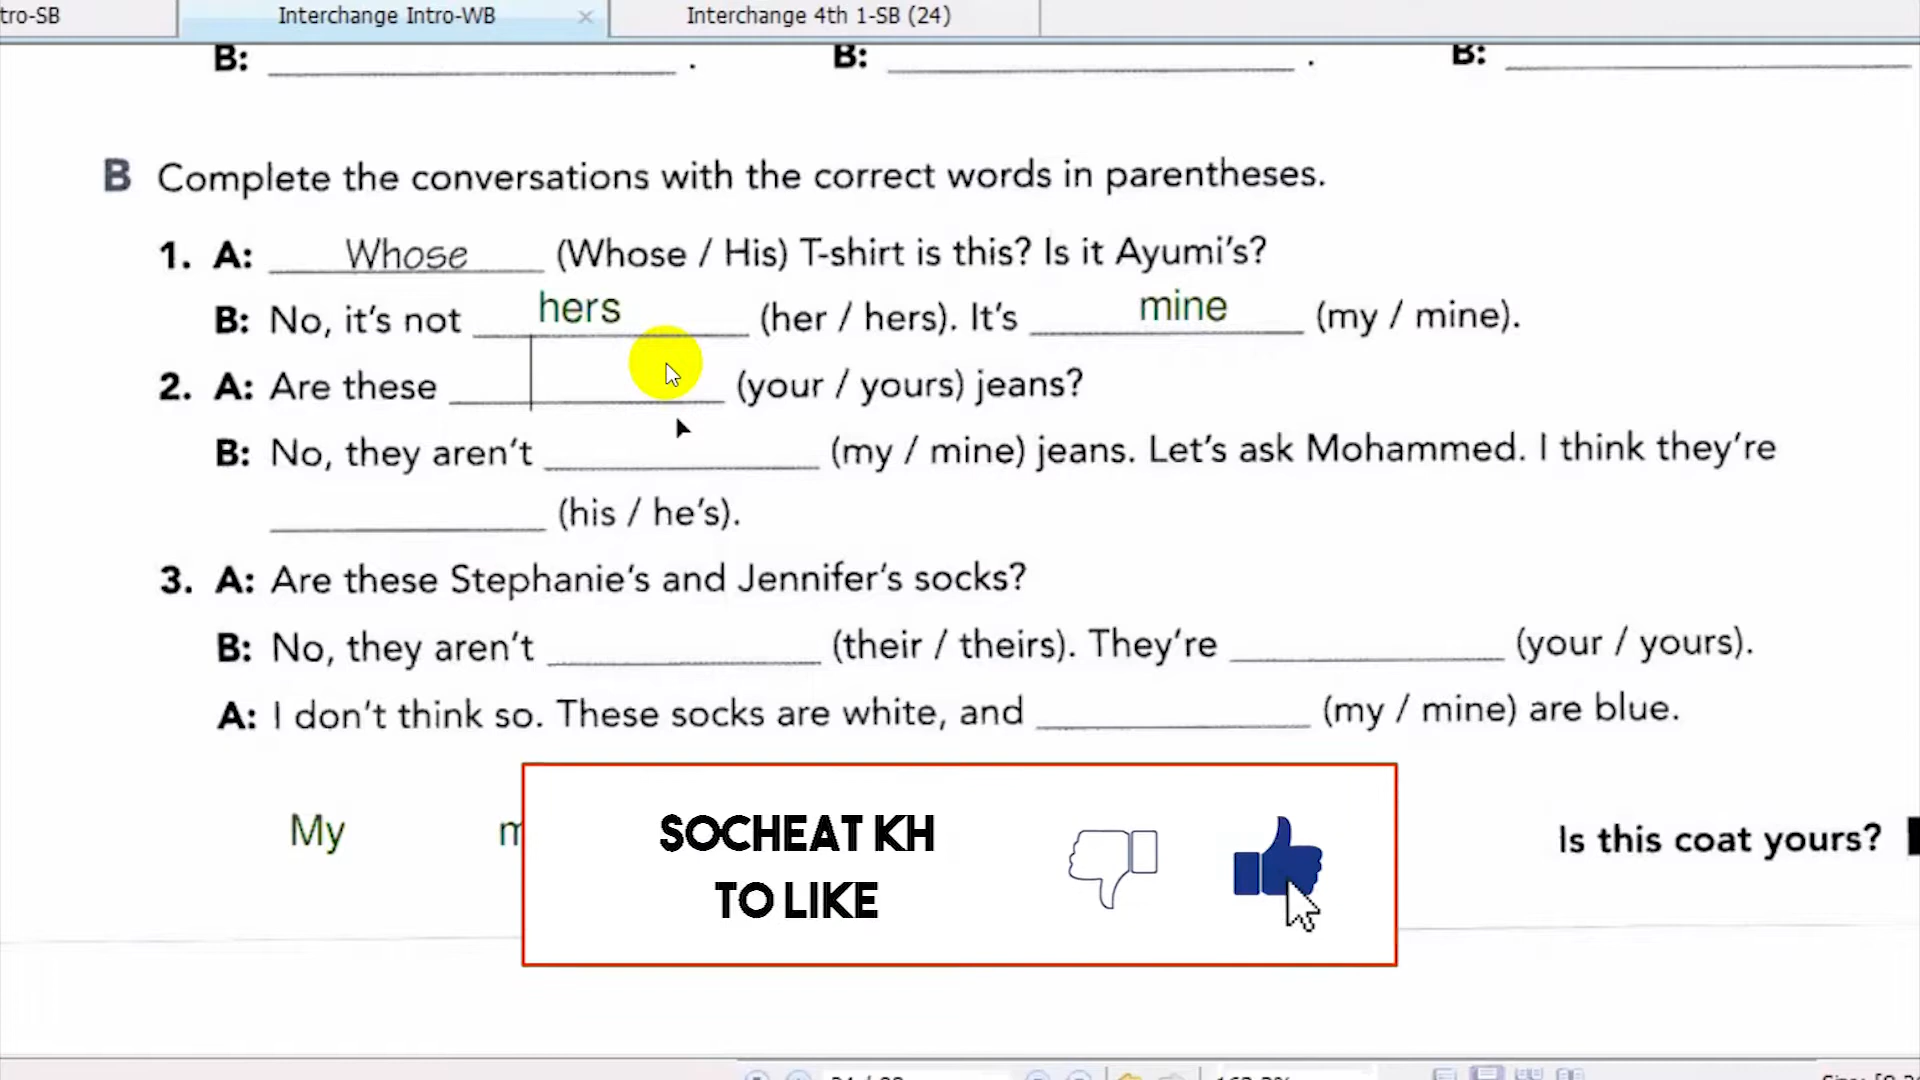 tro-SB Interchange Intro-WB Interchange 4th 1-SB (24)
B: . B: . B:
B Complete the conversations with the correct words in parentheses.
1. A: Whose (Whose / His) T-shirt is this? Is it Ayumi's?
B: No, it's not hers (her / hers). It's mine (my / mine).
2. A: Are these (your / yours) jeans?
B: No, they aren't (my / mine) jeans. Let's ask Mohammed. I think they're
(his / he's).
3. A: Are these Stephanie's and Jennifer's socks?
B: No, they aren't (their / theirs). They're (your / yours).
A: I don't think so. These socks are white, and (my / mine) are blue.
My
SOCHEAT KH
TO LIKE
Is this coat yours?